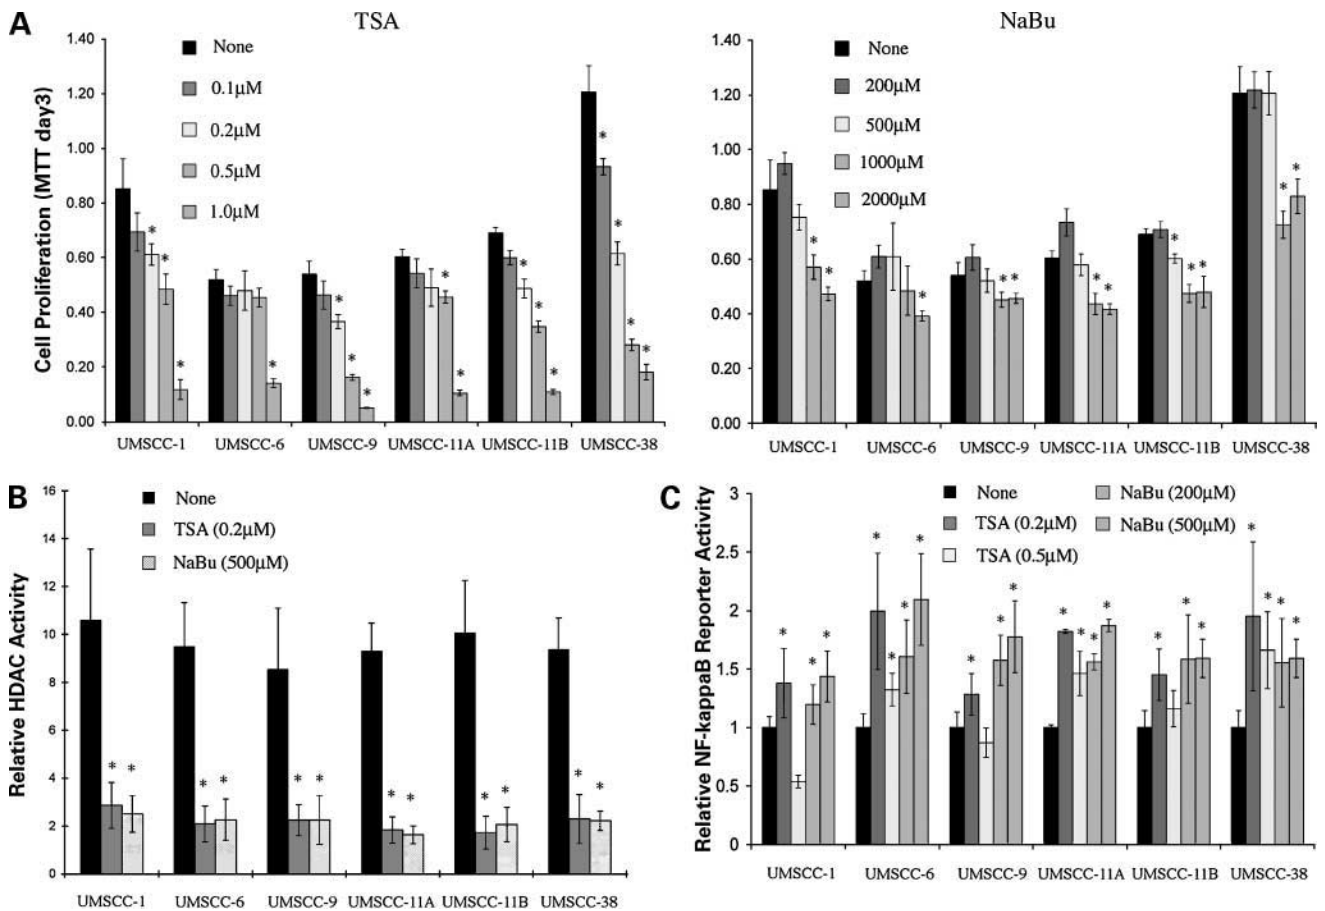 A
TSA
NaBu
Cell Proliferation (MTT day3)
1.40
1.20
1.00
0.80
0.60
0.40
0.20
0.00
None
0.1µM
0.2µM
0.5µM
1.0µM
* * * * * * * * * * * * * * * *
UMSCC-1 UMSCC-6 UMSCC-9 UMSCC-11A UMSCC-11B UMSCC-38
1.40
1.20
1.00
0.80
0.60
0.40
0.20
0.00
None
200µM
500µM
1000µM
2000µM
* * * * * * * * * * * *
UMSCC-1 UMSCC-6 UMSCC-9 UMSCC-11A UMSCC-11B UMSCC-38
B
Relative HDAC Activity
16
14
12
10
8
6
4
2
0
None
TSA (0.2µM)
NaBu (500µM)
* * * * * * * * * * * *
UMSCC-1 UMSCC-6 UMSCC-9 UMSCC-11A UMSCC-11B UMSCC-38
C
Relative NF-kappaB Reporter Activity
3
2.5
2
1.5
1
0.5
0
None
TSA (0.2µM)
TSA (0.5µM)
NaBu (200µM)
NaBu (500µM)
* * * * * * * * * * * * * * * * * * * * *
UMSCC-1 UMSCC-6 UMSCC-9 UMSCC-11A UMSCC-11B UMSCC-38